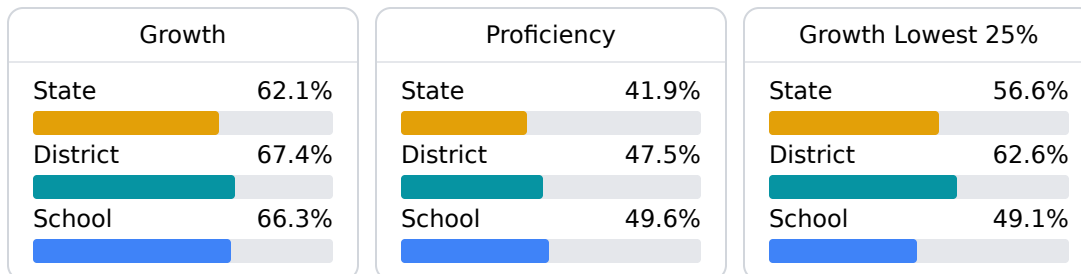 Growth
State 62.1%
District 67.4%
School 66.3%
Proficiency
State 41.9%
District 47.5%
School 49.6%
Growth Lowest 25%
State 56.6%
District 62.6%
School 49.1%